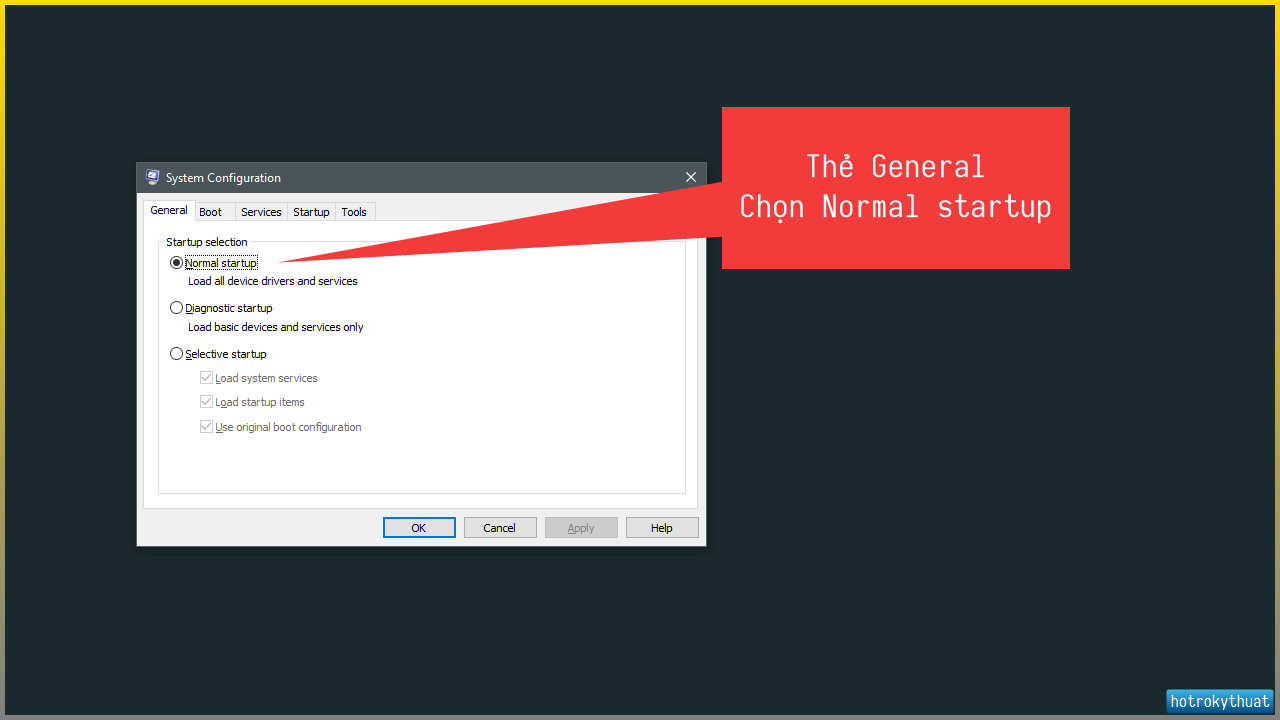 Thẻ General
Chọn Normal startup
System Configuration
General Boot Services Startup Tools
Startup selection
Normal startup
Load all device drivers and services
Diagnostic startup
Load basic devices and services only
Selective startup
Load system services
Load startup items
Use original boot configuration
OK Cancel Apply Help
hotrokythuat